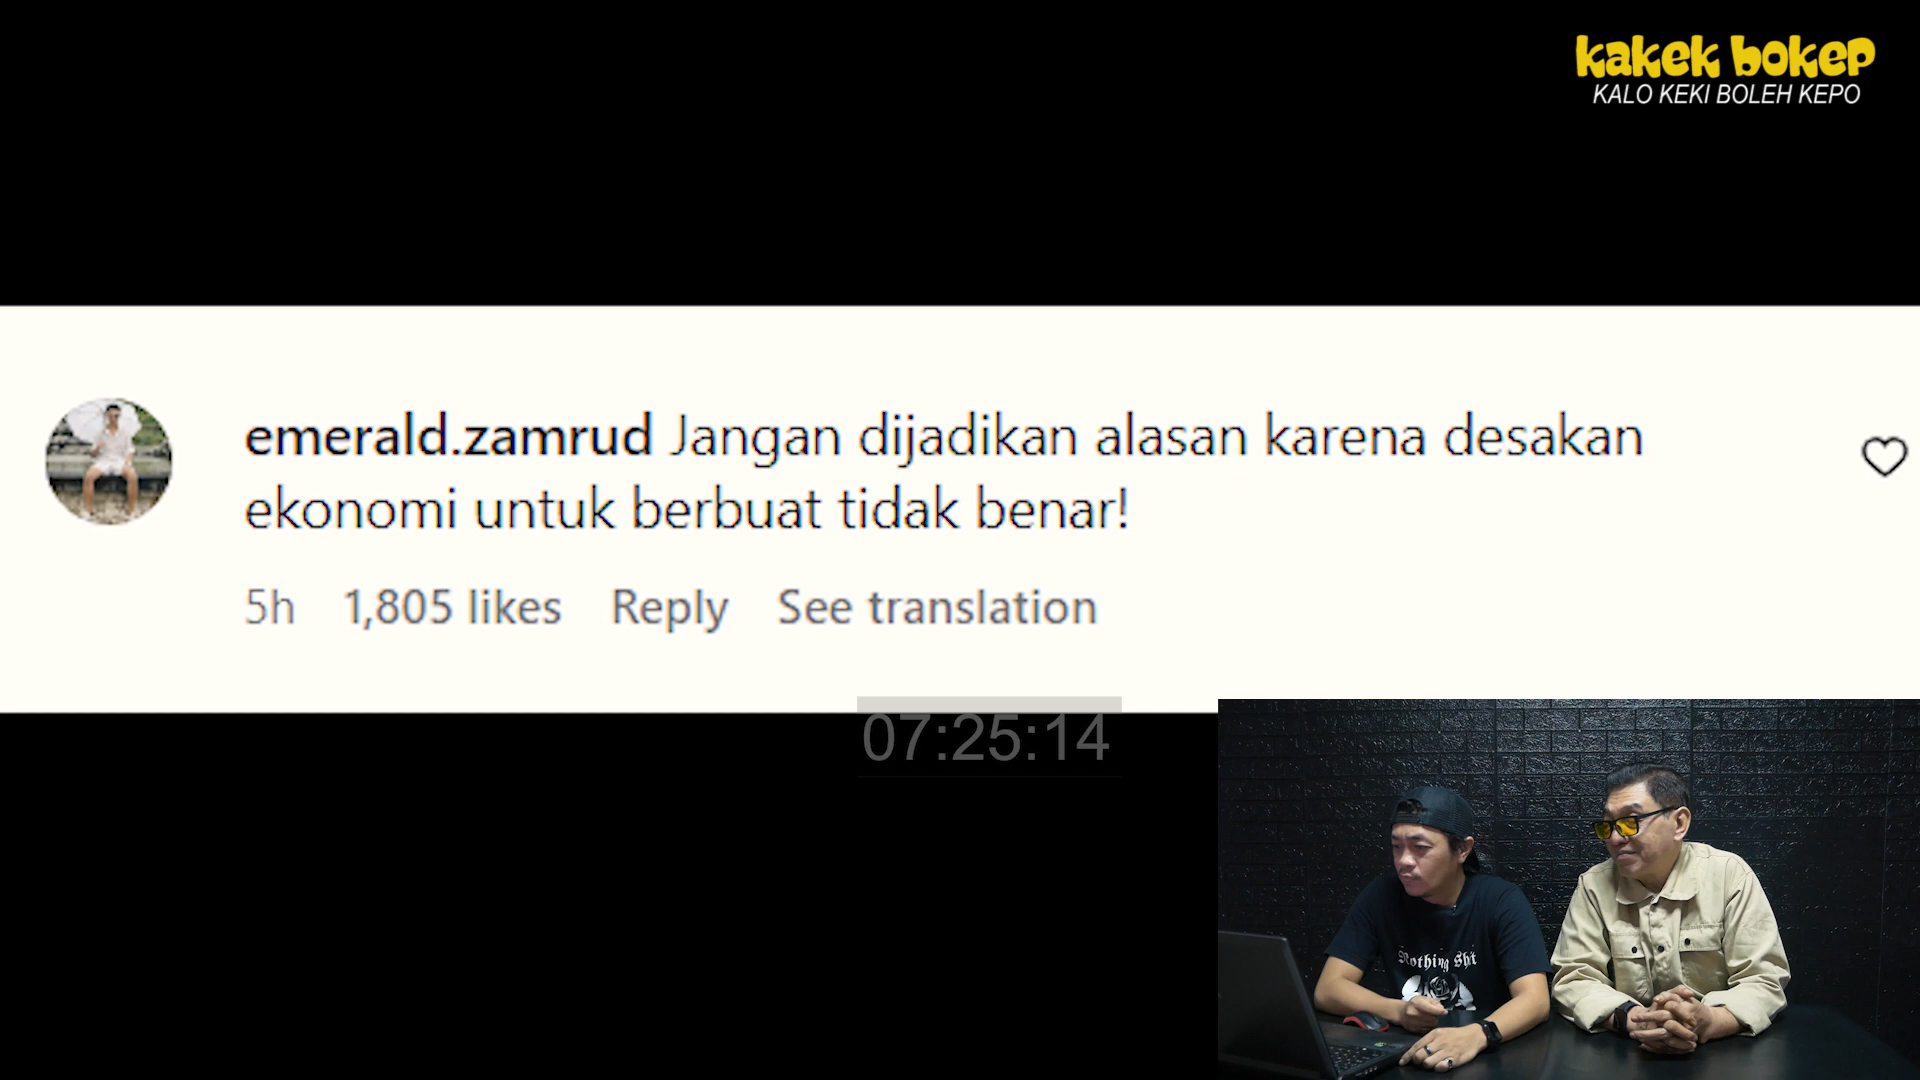 kakek bokep
KALO KEKI BOLEH KEPO
emerald.zamrud Jangan dijadikan alasan karena desakan
ekonomi untuk berbuat tidak benar!
5h 1,805 likes Reply See translation
07:25:14
Nothing Sh't